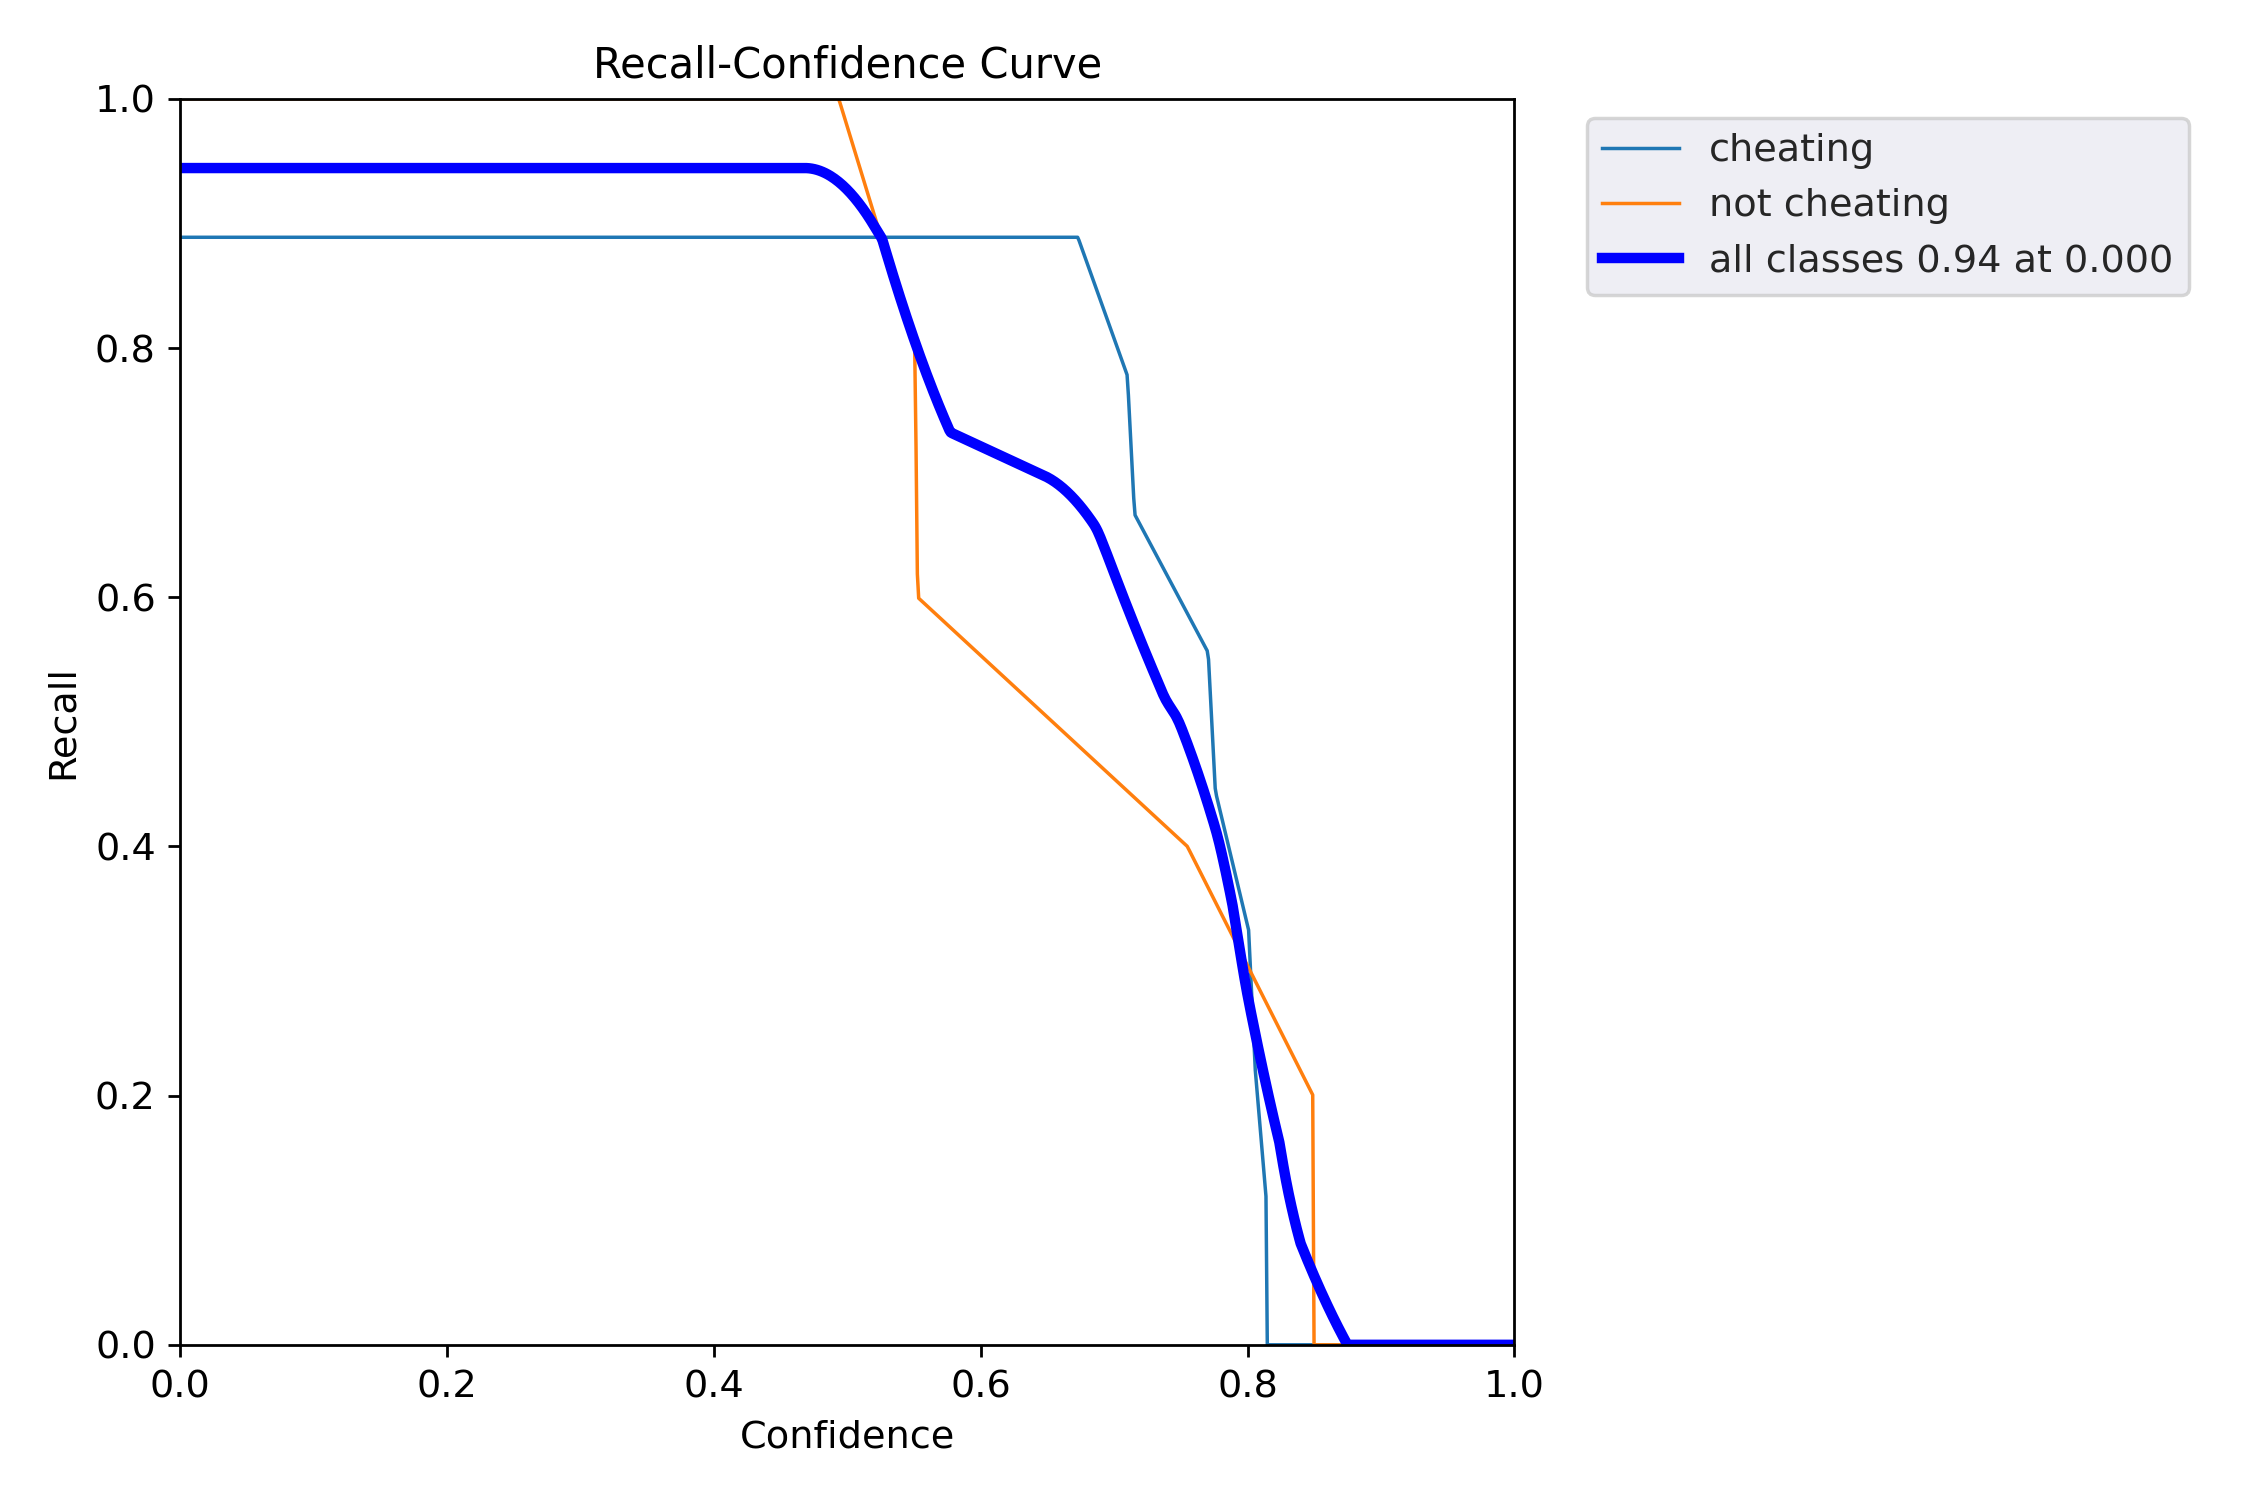 Recall-Confidence Curve
1.0
0.8
0.6
0.4
0.2
0.0
Recall
0.0 0.2 0.4 0.6 0.8 1.0
Confidence
cheating
not cheating
all classes 0.94 at 0.000